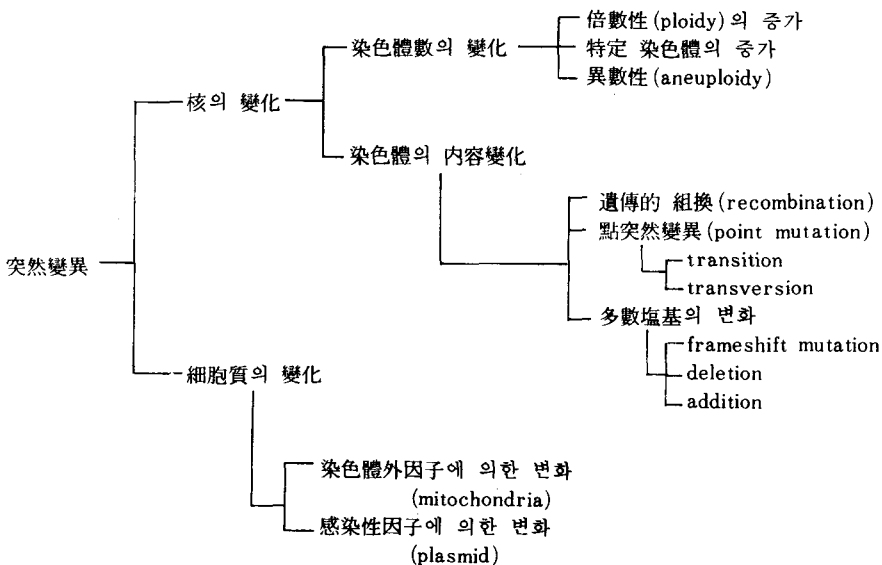 倍數性(ploidy)의 증가
染色體數의 變化
特定 染色體의 증가
異數性(aneuploidy)
核의 變化
染色體의 内容變化
遺傳的 組換(recombination)
點突然變異(point mutation)
transition
突然變異
transversion
多數塩基의 변화
frameshift mutation
細胞質의 變化
deletion
addition
染色體外因子에 의한 변화
(mitochondria)
感染性因子에 의한 변화
(plasmid)